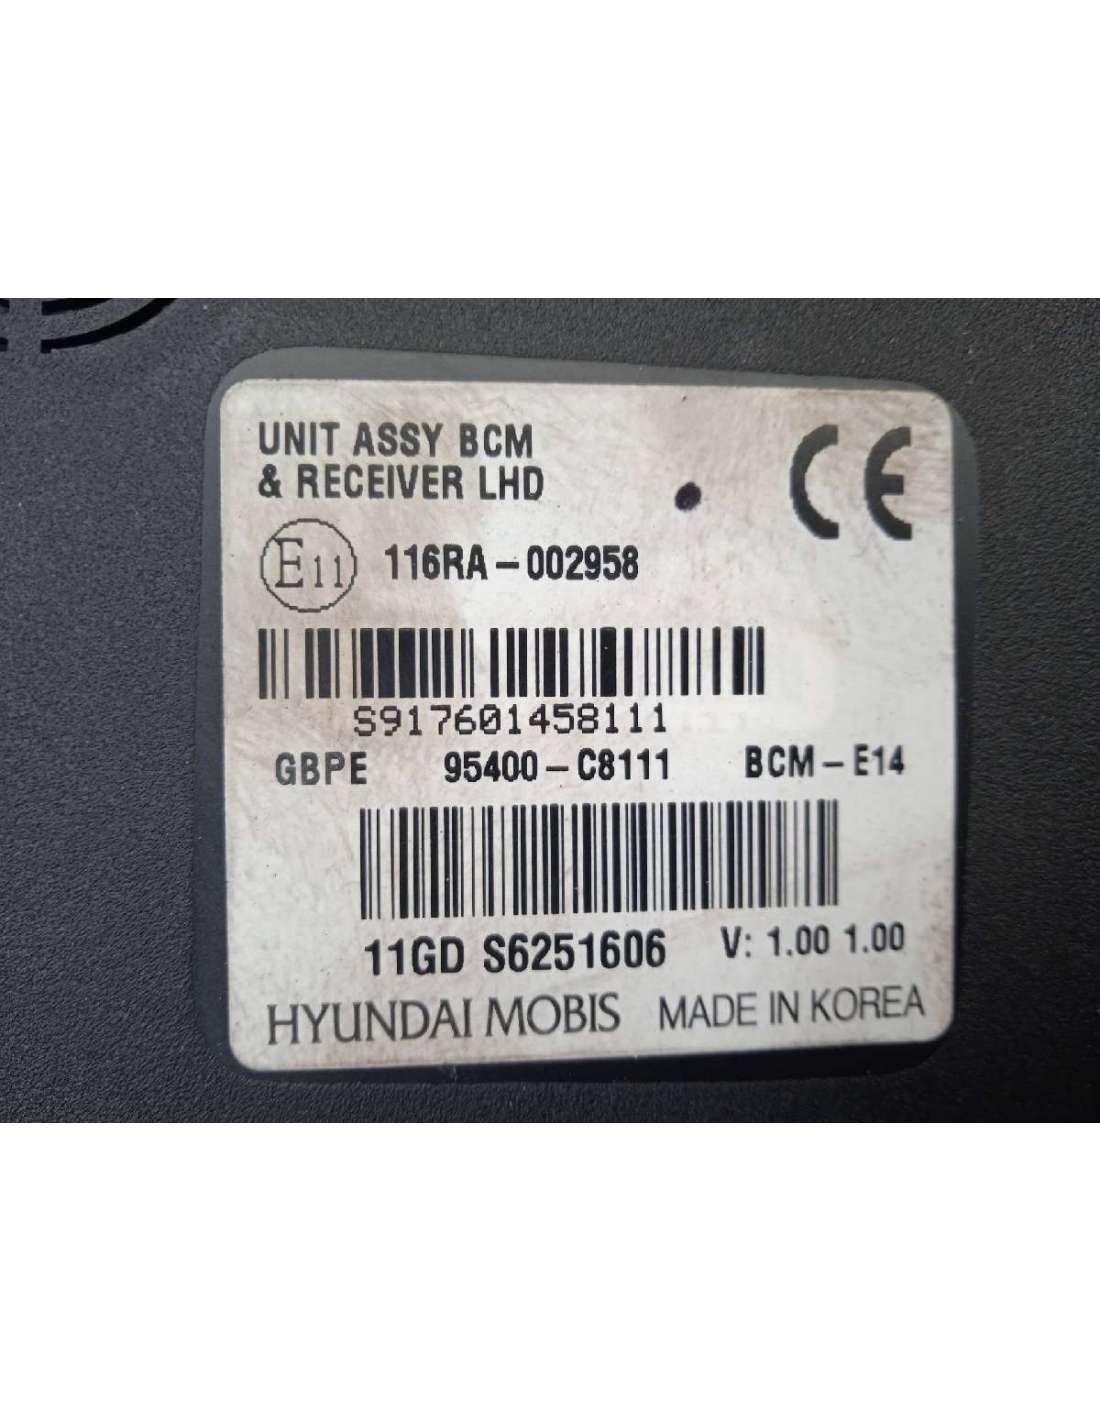 UNIT ASSY BCM
& RECEIVER LHD
CE
E11 116RA-002958
S917601458111
GBPE 95400-C8111 BCM-E14
11GD S6251606 V: 1.00 1.00
HYUNDAI MOBIS MADE IN KOREA